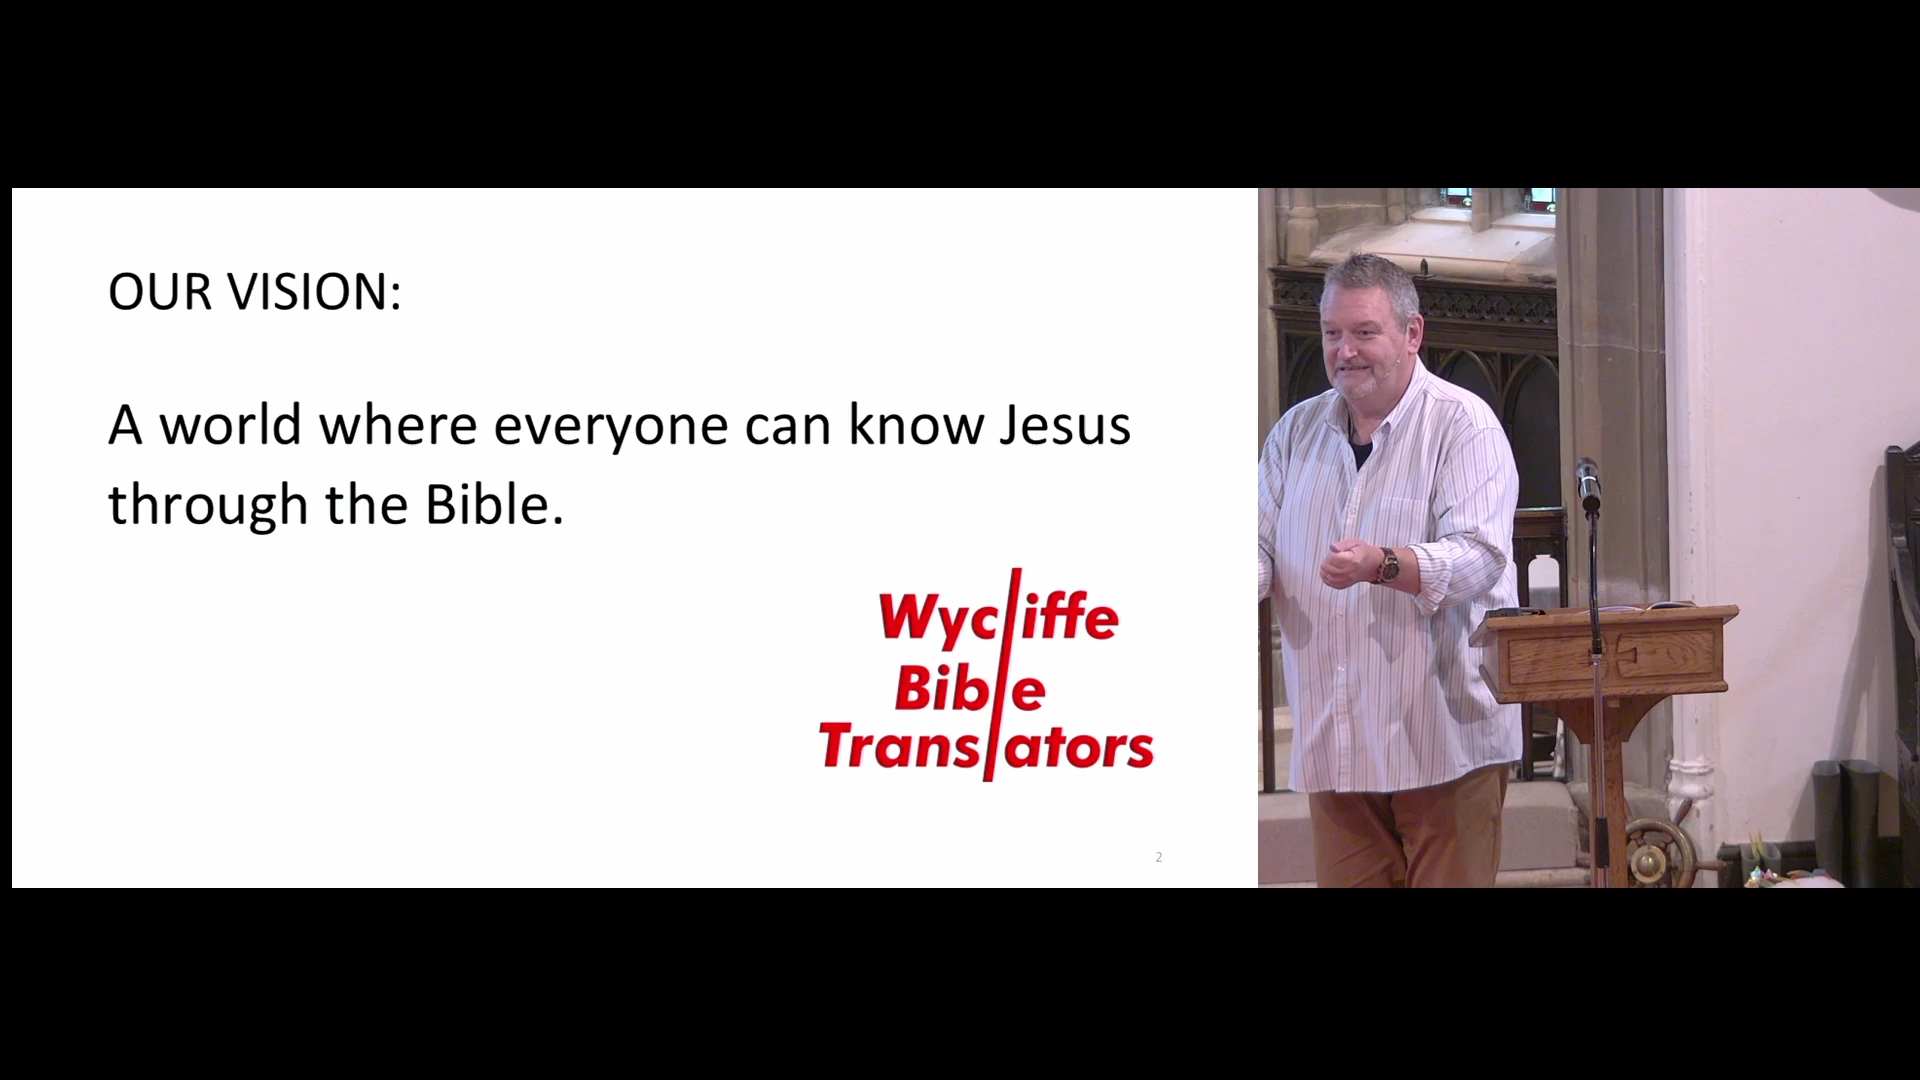 OUR VISION:
A world where everyone can know Jesus
through the Bible.
Wycliffe
Bible
Translators
2